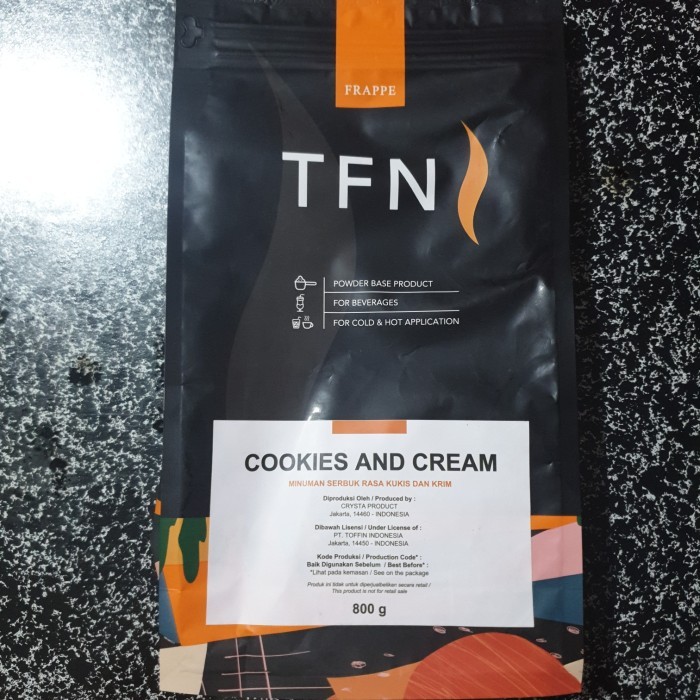 FRAPPE
TFN
POWDER BASE PRODUCT
FOR BEVERAGES
FOR COLD & HOT APPLICATION
COOKIES AND CREAM
MINUMAN SERBUK RASA KUKIS DAN KRIM
Diproduksi Oleh / Produced by :
CRYSTA PRODUCT
Jakarta, 14460 - INDONESIA
Dibawah Lisensi / Under License of :
PT. TOFFIN INDONESIA
Jakarta, 14450 - INDONESIA
Kode Produksi / Production Code* :
Baik Digunakan Sebelum / Best Before* :
*Lihat pada kemasan / See on the package
Produk ini tidak untuk diperjualbelikan secara retail /
This product is not for retail sale
800 g